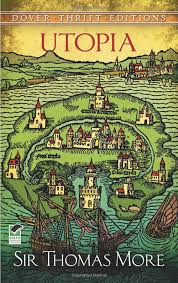 DOVER · THRIFT · EDITIONS
UTOPIA
SIR THOMAS MORE